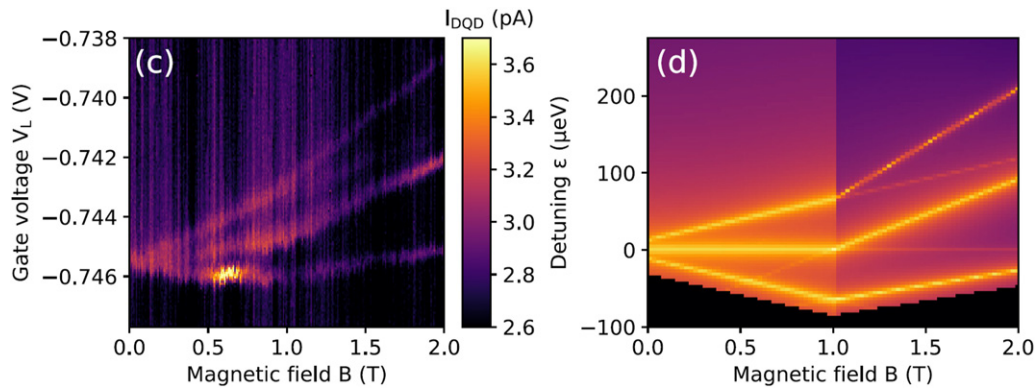 I_DQD (pA)
(c)
−0.738
−0.740
−0.742
−0.744
−0.746
Gate voltage V_L (V)
0.0 0.5 1.0 1.5 2.0
Magnetic field B (T)
3.6
3.4
3.2
3.0
2.8
2.6
(d)
200
100
0
−100
Detuning ε (μeV)
0.0 0.5 1.0 1.5 2.0
Magnetic field B (T)